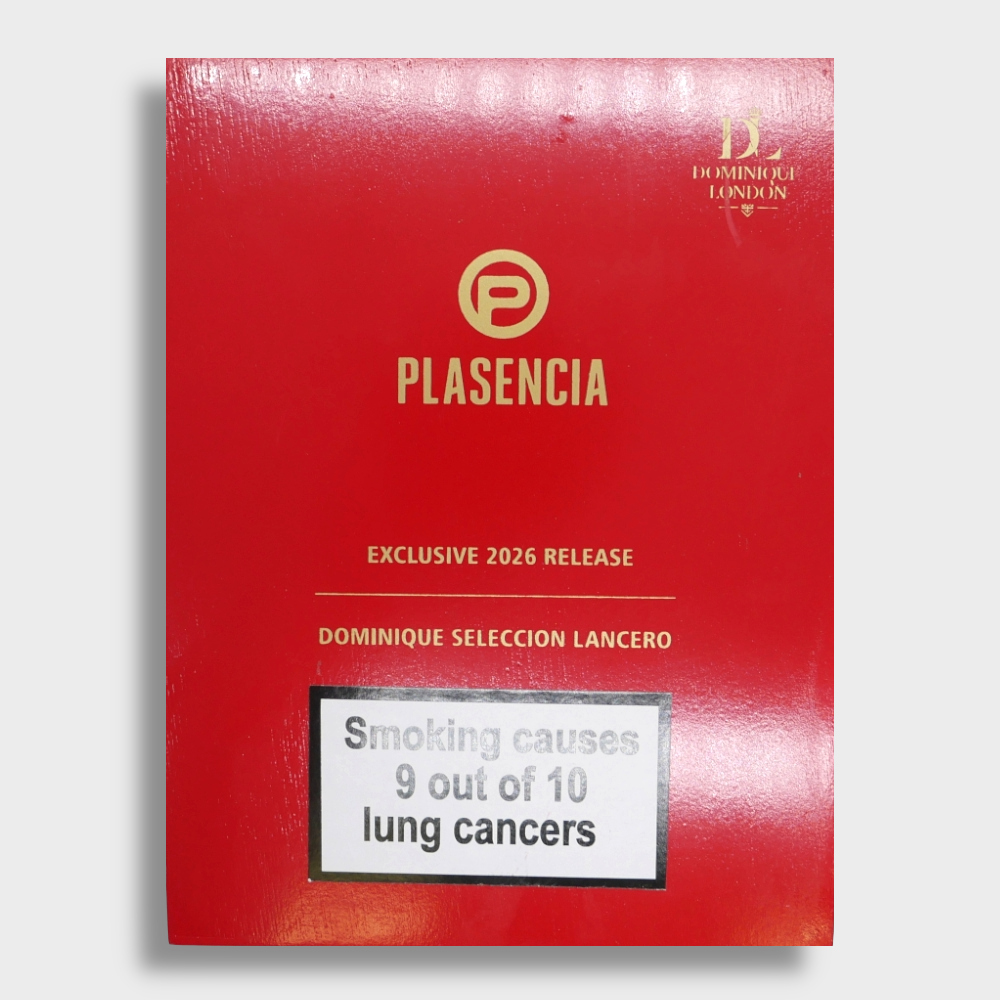 DL
DOMINIQUE
LONDON
P
PLASENCIA
EXCLUSIVE 2026 RELEASE
DOMINIQUE SELECCION LANCERO
Smoking causes
9 out of 10
lung cancers